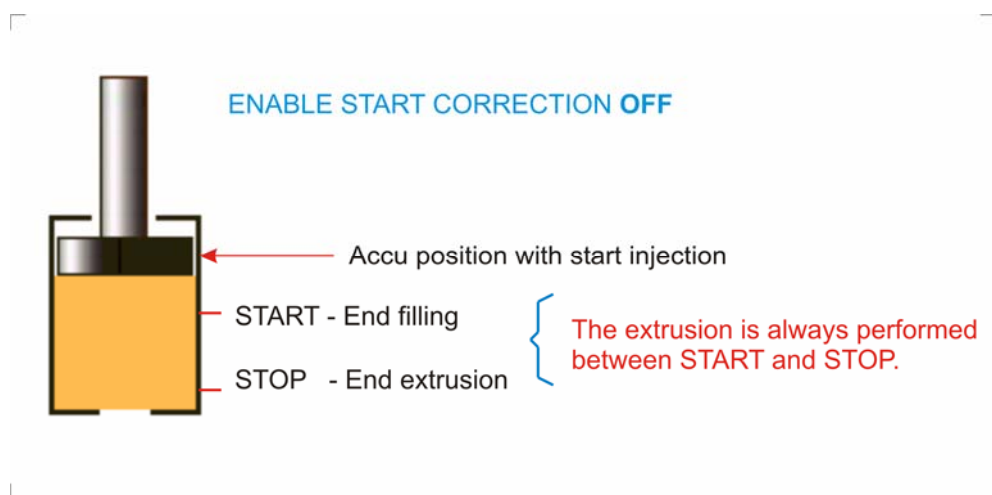 ENABLE START CORRECTION OFF
Accu position with start injection
START - End filling
STOP - End extrusion
The extrusion is always performed
between START and STOP.